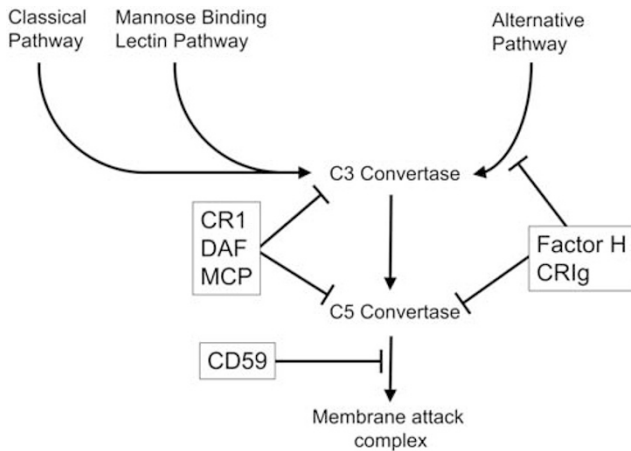 Classical
Pathway
Mannose Binding
Lectin Pathway
Alternative
Pathway
C3 Convertase
CR1
DAF
MCP
Factor H
CRIg
C5 Convertase
CD59
Membrane attack
complex